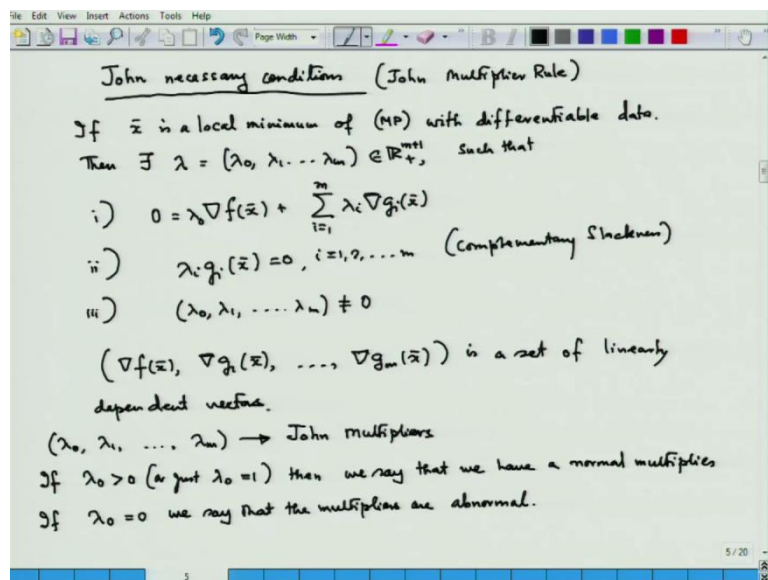 File Edit View Insert Actions Tools Help
Page Width
John necessary conditions (John Multiplier Rule)
If x̄ is a local minimum of (MP) with differentiable data.
Then ∃ λ = (λ₀, λ₁ ... λₘ) ∈ ℝ₊ᵐ⁺¹, such that
i) 0 = λ₀∇f(x̄) + ∑ᵢ₌₁ᵐ λᵢ∇gᵢ(x̄)
ii) λᵢgᵢ(x̄) = 0, i = 1, 2, ... m (Complementary Slackness)
iii) (λ₀, λ₁, .... λₘ) ≠ 0
(∇f(x̄), ∇g₁(x̄), ...., ∇gₘ(x̄)) is a set of linearly
dependent vectors.
(λ₀, λ₁, ..., λₘ) → John multipliers
If λ₀ > 0 (or just λ₀ = 1) then we say that we have a normal multiplier
If λ₀ = 0 we say that the multipliers are abnormal.
5 / 20
5